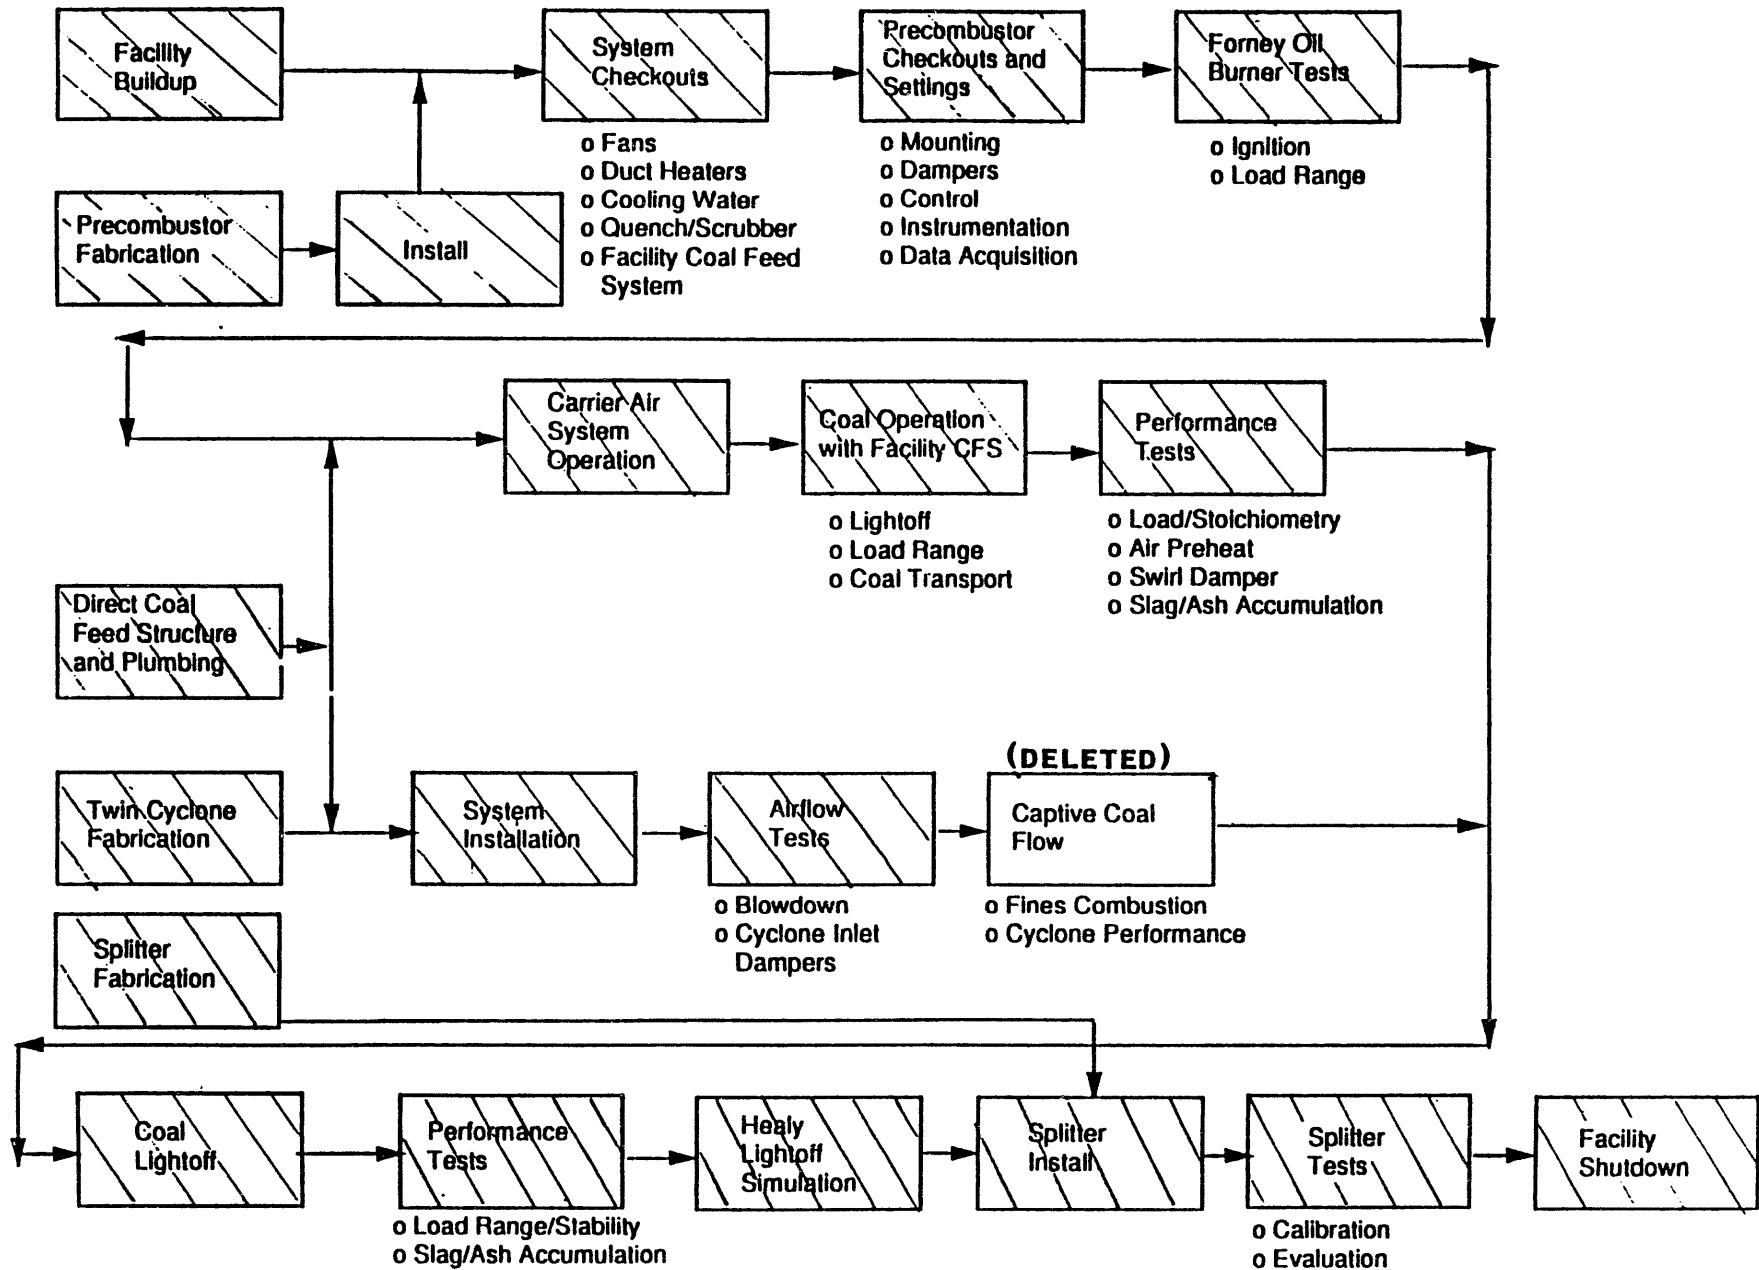 Facility
Buildup
System
Checkouts
Precombustor
Checkouts and
Settings
Forney Oil
Burner Tests
o Fans
o Duct Heaters
o Cooling Water
o Quench/Scrubber
o Facility Coal Feed
System
o Mounting
o Dampers
o Control
o Instrumentation
o Data Acquisition
o Ignition
o Load Range
Precombustor
Fabrication
Install
Carrier Air
System
Operation
Coal Operation
with Facility CFS
Performance
Tests
o Lightoff
o Load Range
o Coal Transport
o Load/Stoichiometry
o Air Preheat
o Swirl Damper
o Slag/Ash Accumulation
Direct Coal
Feed Structure
and Plumbing
(DELETED)
Twin Cyclone
Fabrication
System
Installation
Airflow
Tests
Captive Coal
Flow
o Blowdown
o Cyclone Inlet
Dampers
o Fines Combustion
o Cyclone Performance
Splitter
Fabrication
Coal
Lightoff
Performance
Tests
Healy
Lightoff
Simulation
Splitter
Install
Splitter
Tests
Facility
Shutdown
o Load Range/Stability
o Slag/Ash Accumulation
o Calibration
o Evaluation